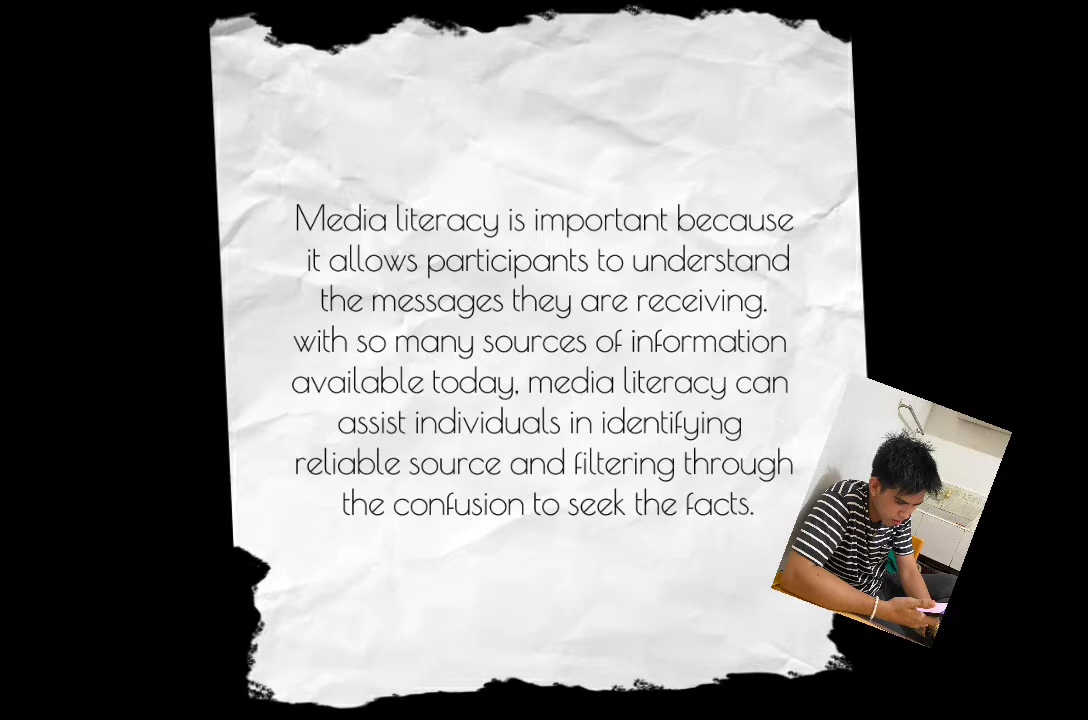 Media literacy is important because
it allows participants to understand
the messages they are receiving.
with so many sources of information
available today, media literacy can
assist individuals in identifying
reliable source and filtering through
the confusion to seek the facts.